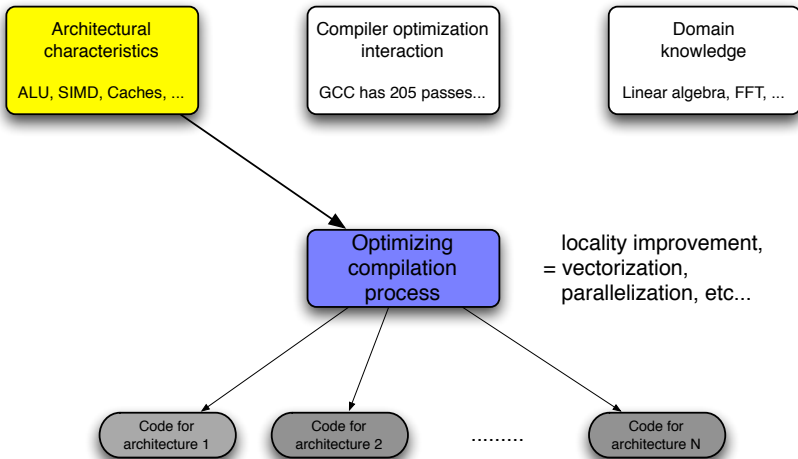 Architectural
characteristics
ALU, SIMD, Caches, ...
Compiler optimization
interaction
GCC has 205 passes...
Domain
knowledge
Linear algebra, FFT, ...
Optimizing
compilation
process
locality improvement,
= vectorization,
parallelization, etc...
Code for
architecture 1
Code for
architecture 2
.........
Code for
architecture N